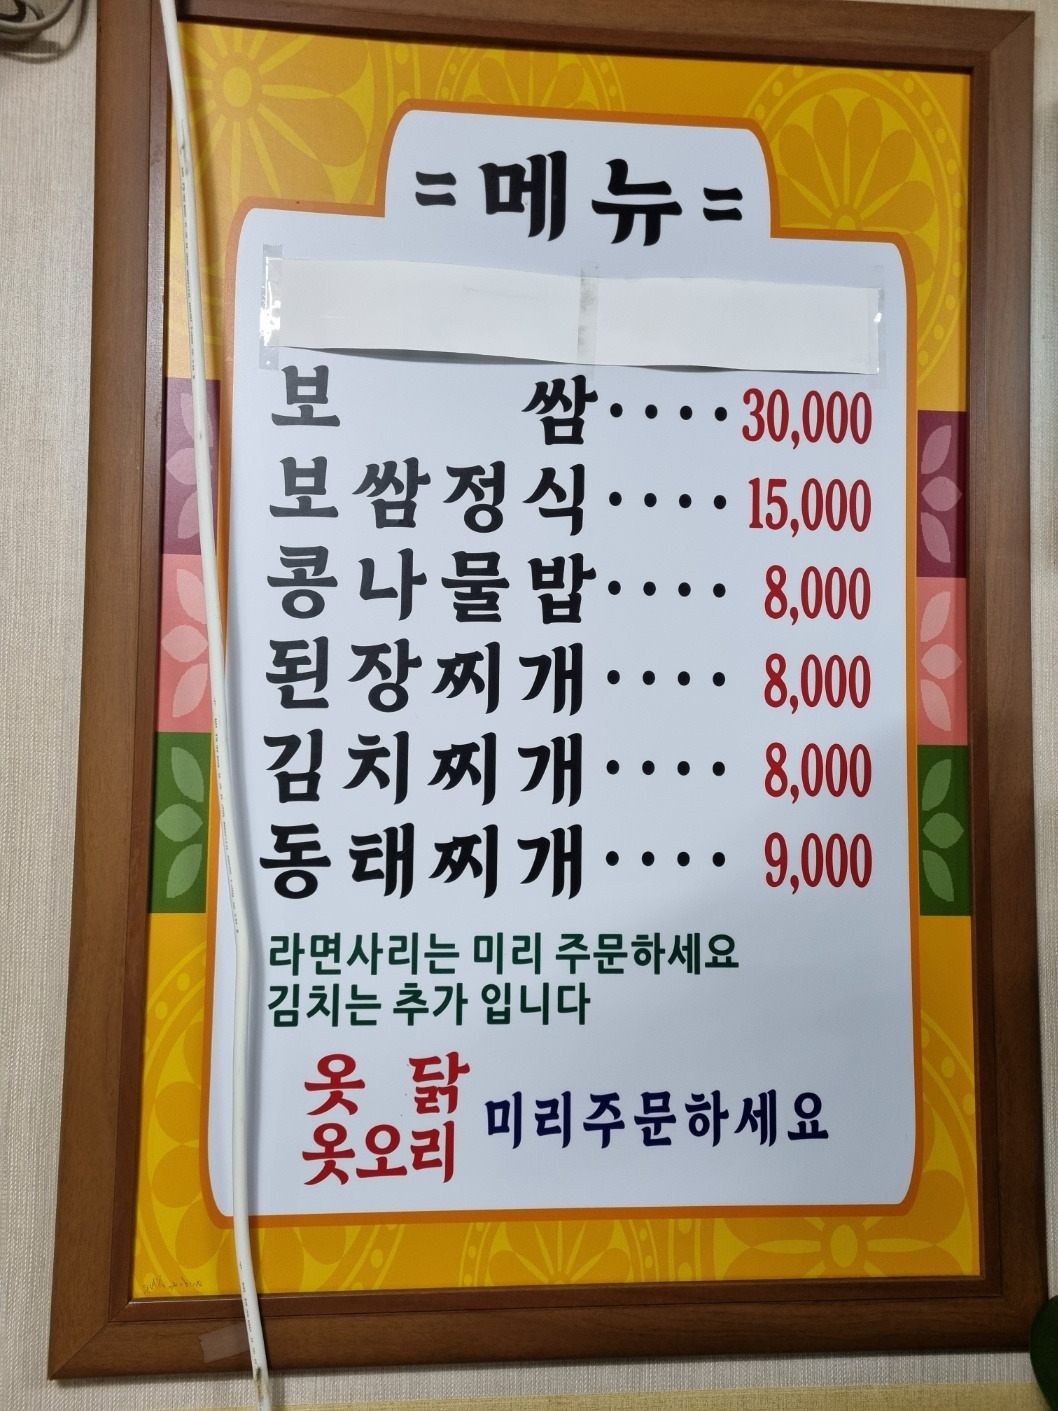 = 메뉴 =
보 쌈 ···· 30,000
보쌈정식 ···· 15,000
콩나물밥 ···· 8,000
된장찌개 ···· 8,000
김치찌개 ···· 8,000
동태찌개 ···· 9,000
라면사리는 미리 주문하세요
김치는 추가 입니다
옷 닭
옷오리
미리주문하세요